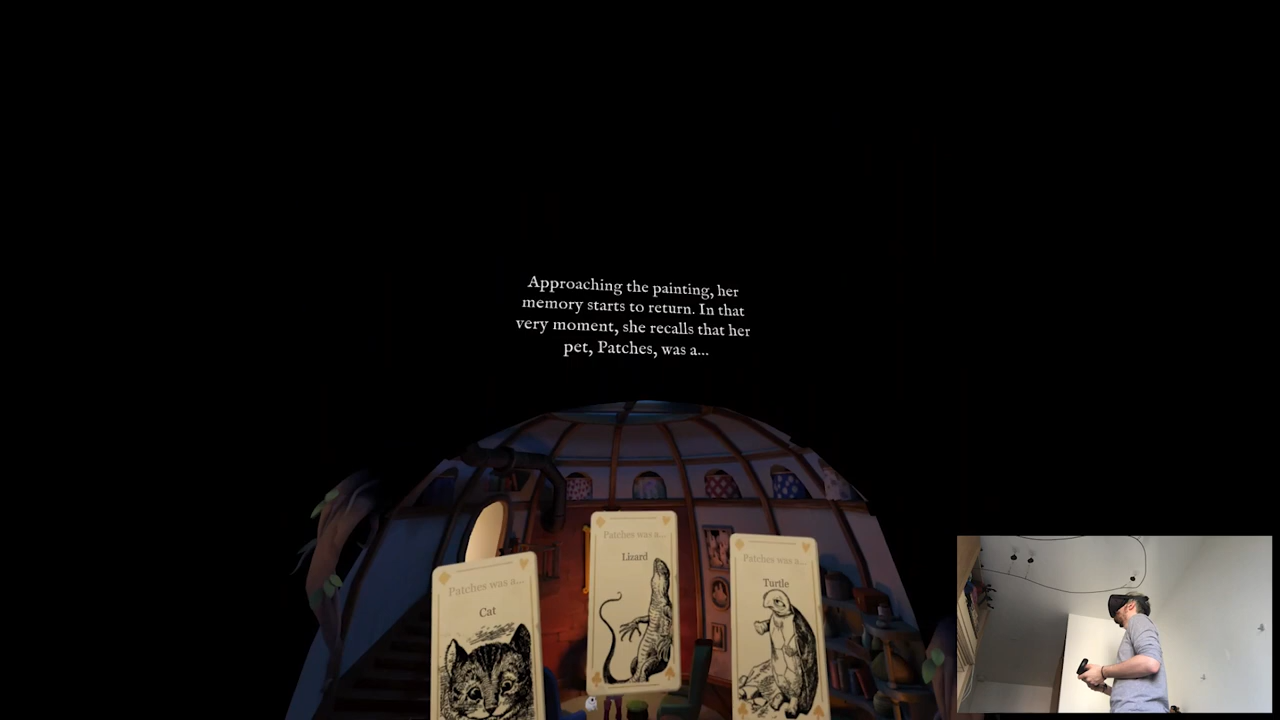 Approaching the painting, her
memory starts to return. In that
very moment, she recalls that her
pet, Patches, was a...
Patches was a...
Cat
Patches was a...
Lizard
Patches was a...
Turtle